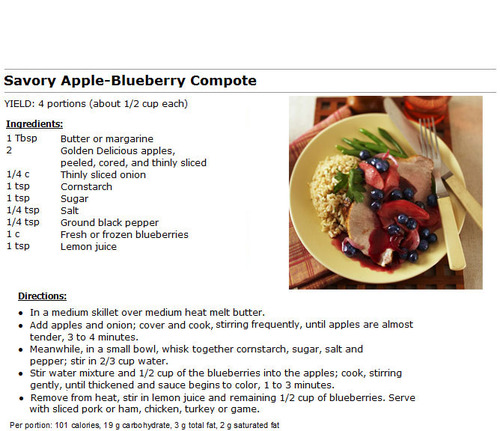 Savory Apple-Blueberry Compote
YIELD: 4 portions (about 1/2 cup each)
Ingredients:
1 Tbsp Butter or margarine
2 Golden Delicious apples,
peeled, cored, and thinly sliced
1/4 c Thinly sliced onion
1 tsp Cornstarch
1 tsp Sugar
1/4 tsp Salt
1/4 tsp Ground black pepper
1 c Fresh or frozen blueberries
1 tsp Lemon juice
Directions:
• In a medium skillet over medium heat melt butter.
• Add apples and onion; cover and cook, stirring frequently, until apples are almost
tender, 3 to 4 minutes.
• Meanwhile, in a small bowl, whisk together cornstarch, sugar, salt and
pepper; stir in 2/3 cup water.
• Stir water mixture and 1/2 cup of the blueberries into the apples; cook, stirring
gently, until thickened and sauce begins to color, 1 to 3 minutes.
• Remove from heat, stir in lemon juice and remaining 1/2 cup of blueberries. Serve
with sliced pork or ham, chicken, turkey or game.
Per portion: 101 calories, 19 g carbohydrate, 3 g total fat, 2 g saturated fat